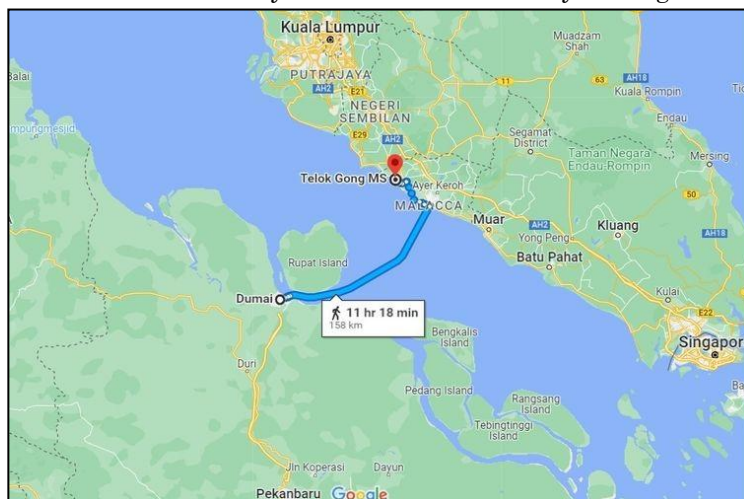 Kuala Lumpur
Muadzam
Shah
AH18
Balai
PUTRAJAYA
E21
11
63
AH2
Kuala Rompin
NEGERI
SEMBILAN
Endau
E29
AH2
Segamat
District
Taman Negara
Endau-Rompin
Mersing
Telok Gong MS
Ayer Keroh
MALACCA
50
Muar
AH2
Kluang
AH18
Yong Peng
Batu Pahat
Rupat Island
Kulai
Dumai
E22
11 hr 18 min
158 km
Bengkalis
Island
Singapor
Duri
Pedang Island
Rangsang
Island
Tebingtinggi
Island
Jln Koperasi
Dayun
Pekanbaru
Google